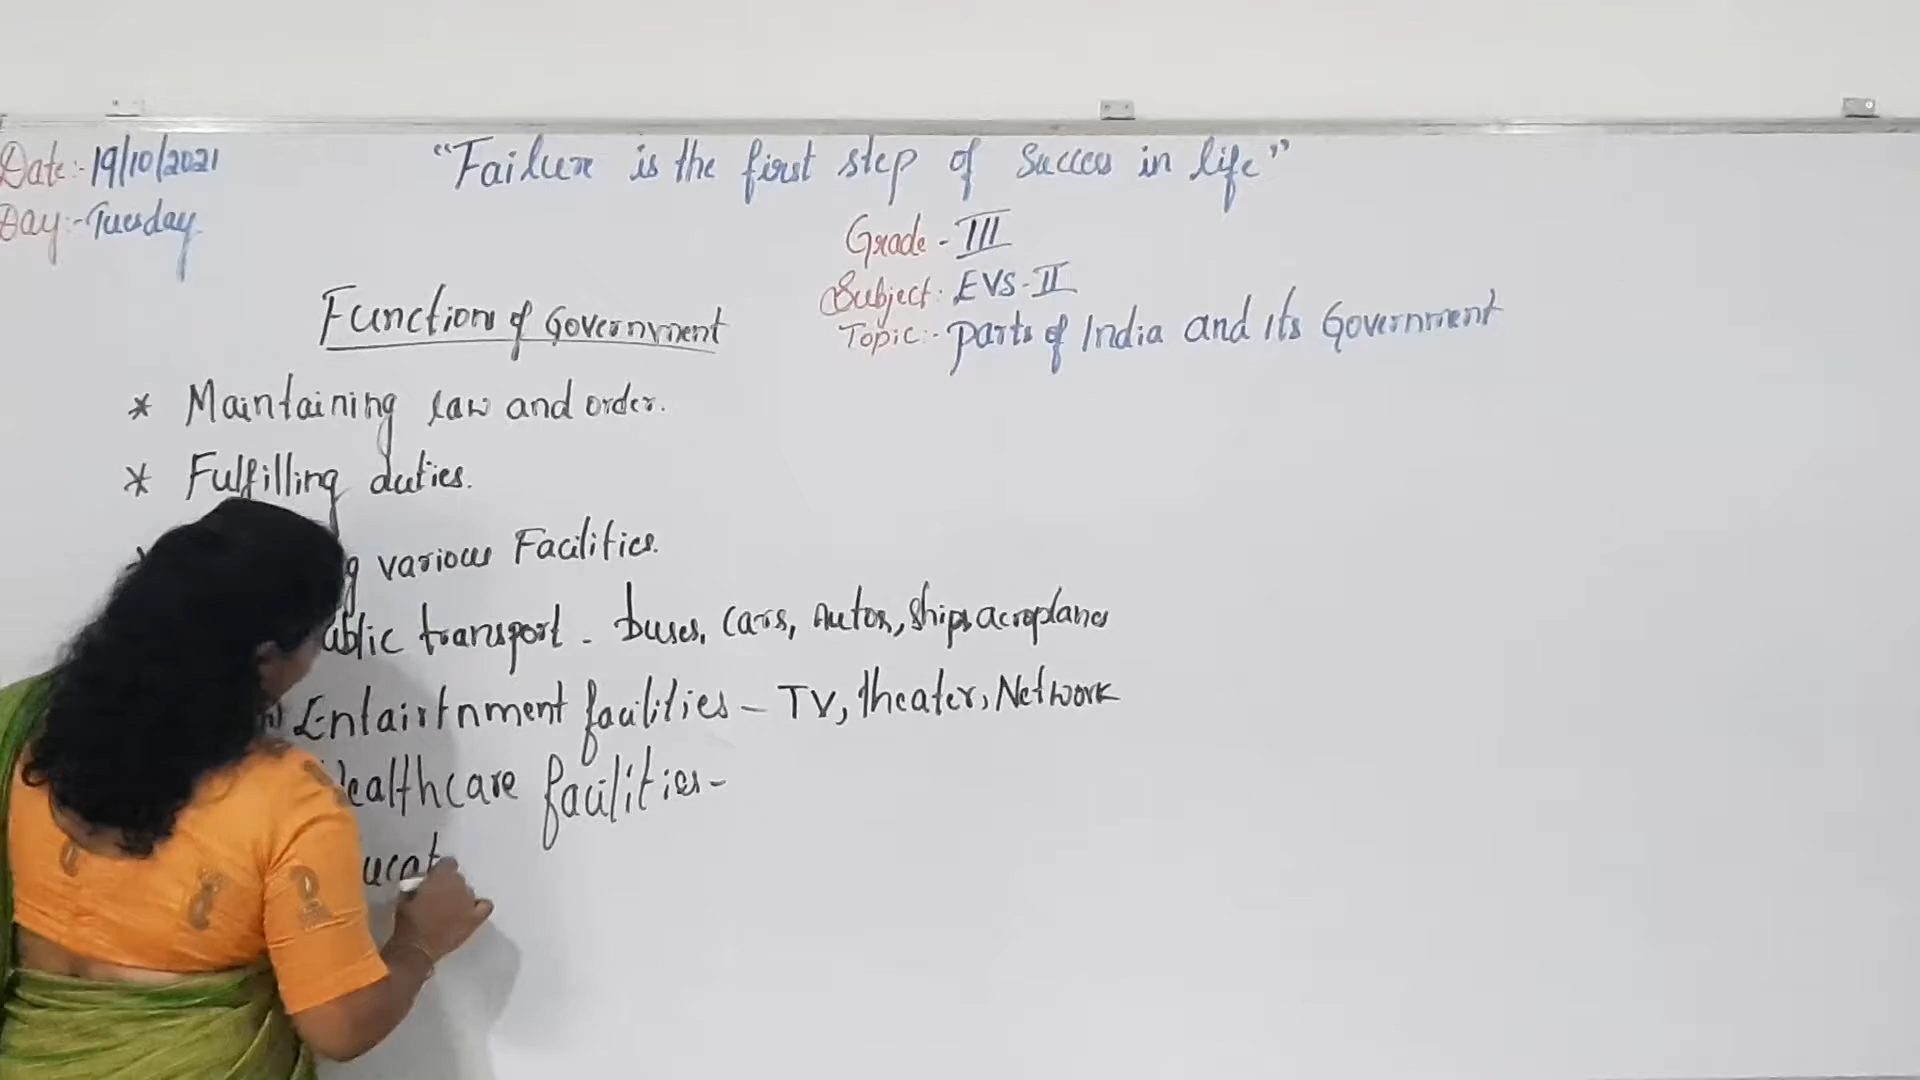 Date:- 19/10/2021
"Failure is the first step of Success in life"
Day:- Tuesday
Grade - III
Subject: EVS-II
Topic:- Parts of India and its Government
Function of Government
* Maintaining law and order.
* Fulfilling duties.
various Facilities.
transport - buses, cars, Autos, ships, aeroplanes
Entairtnment facilities - TV, theater, Network
Healthcare facilities -